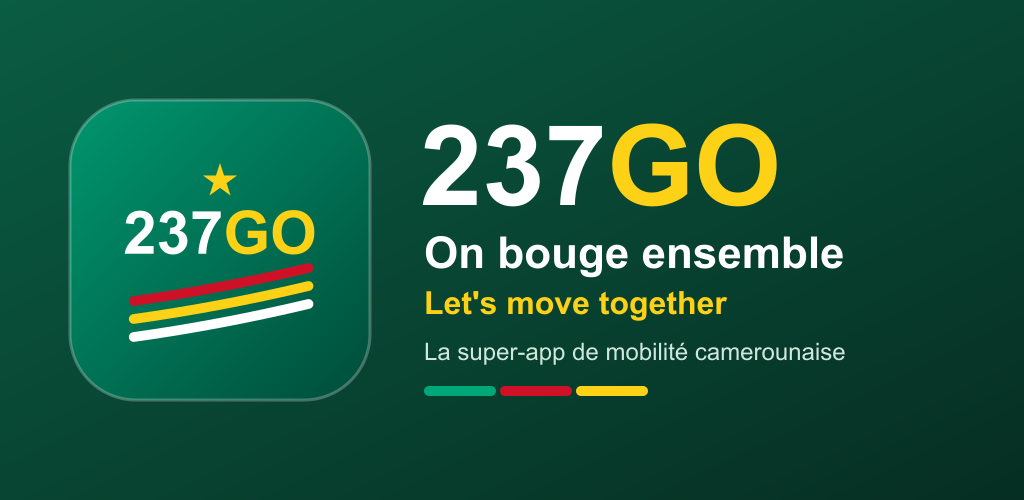 237GO
237GO
On bouge ensemble
Let's move together
La super-app de mobilité camerounaise